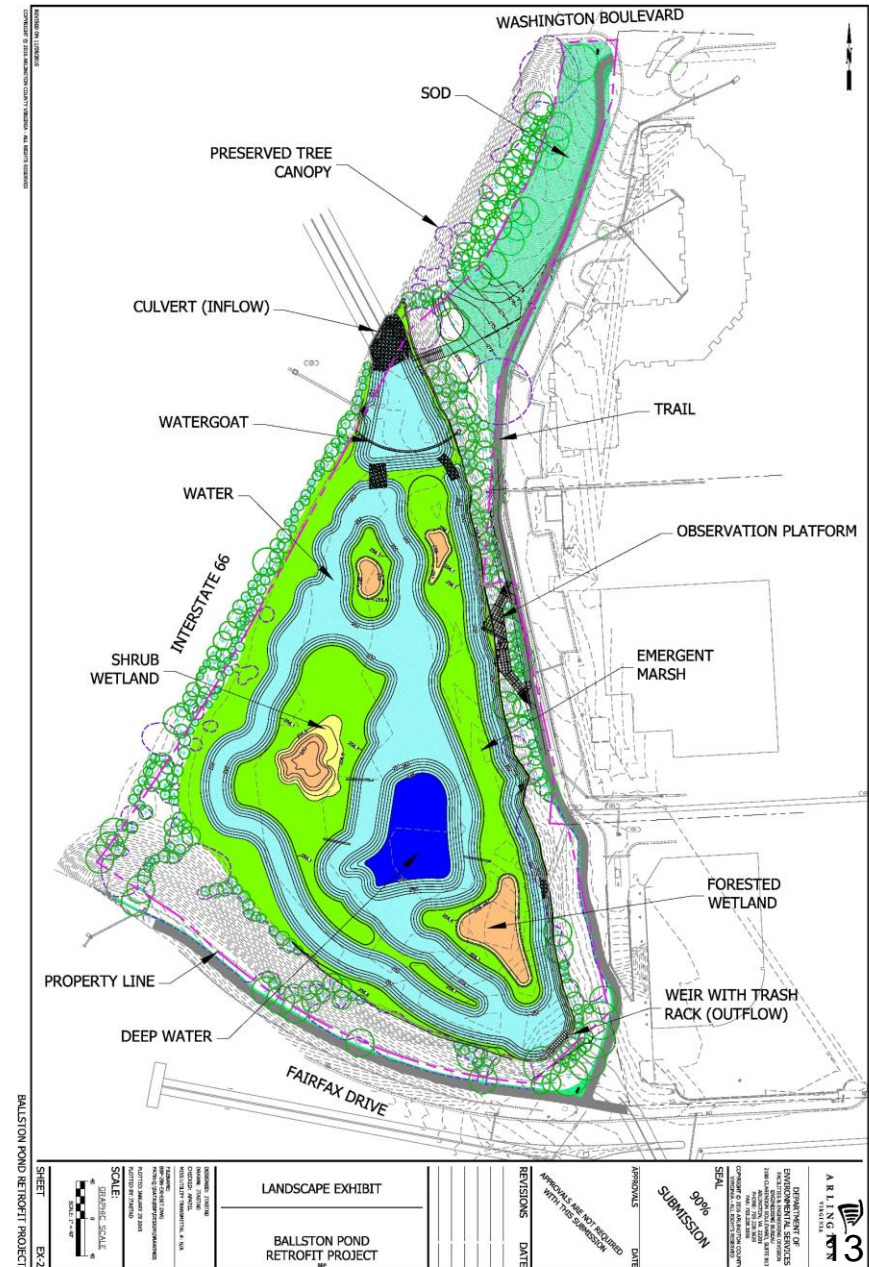 WASHINGTON BOULEVARD
N
SOD
PRESERVED TREE
CANOPY
CULVERT (INFLOW)
WATERGOAT
TRAIL
WATER
OBSERVATION PLATFORM
INTERSTATE 66
SHRUB
WETLAND
EMERGENT
MARSH
FORESTED
WETLAND
PROPERTY LINE
WEIR WITH TRASH
RACK (OUTFLOW)
DEEP WATER
FAIRFAX DRIVE
BALLSTON POND RETROFIT PROJECT
SHEET
EX-2
SCALE:
GRAPHIC SCALE
LANDSCAPE EXHIBIT
BALLSTON POND
RETROFIT PROJECT
REVISIONS
DATE
APPROVALS
DATE
APPROVALS ARE NOT REQUIRED
WITH THIS SUBMISSION
SEAL
90%
SUBMISSION
DEPARTMENT OF
ENVIRONMENTAL SERVICES
ARLINGTON
VIRGINIA
13